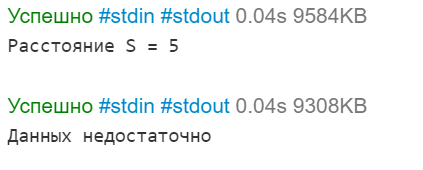 Успешно #stdin #stdout 0.04s 9584KB
Расстояние S = 5
Успешно #stdin #stdout 0.04s 9308KB
Данных недостаточно